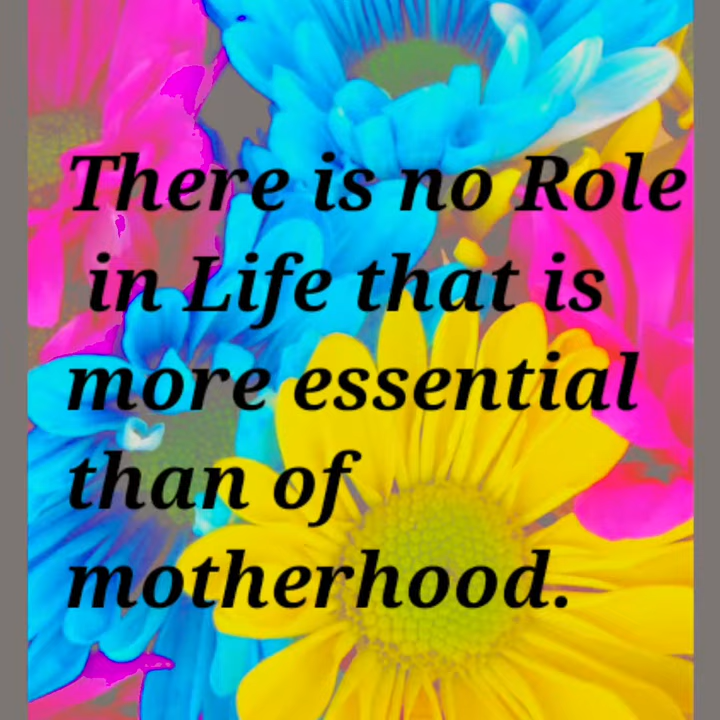 There is no Role
in Life that is
more essential
than of
motherhood.